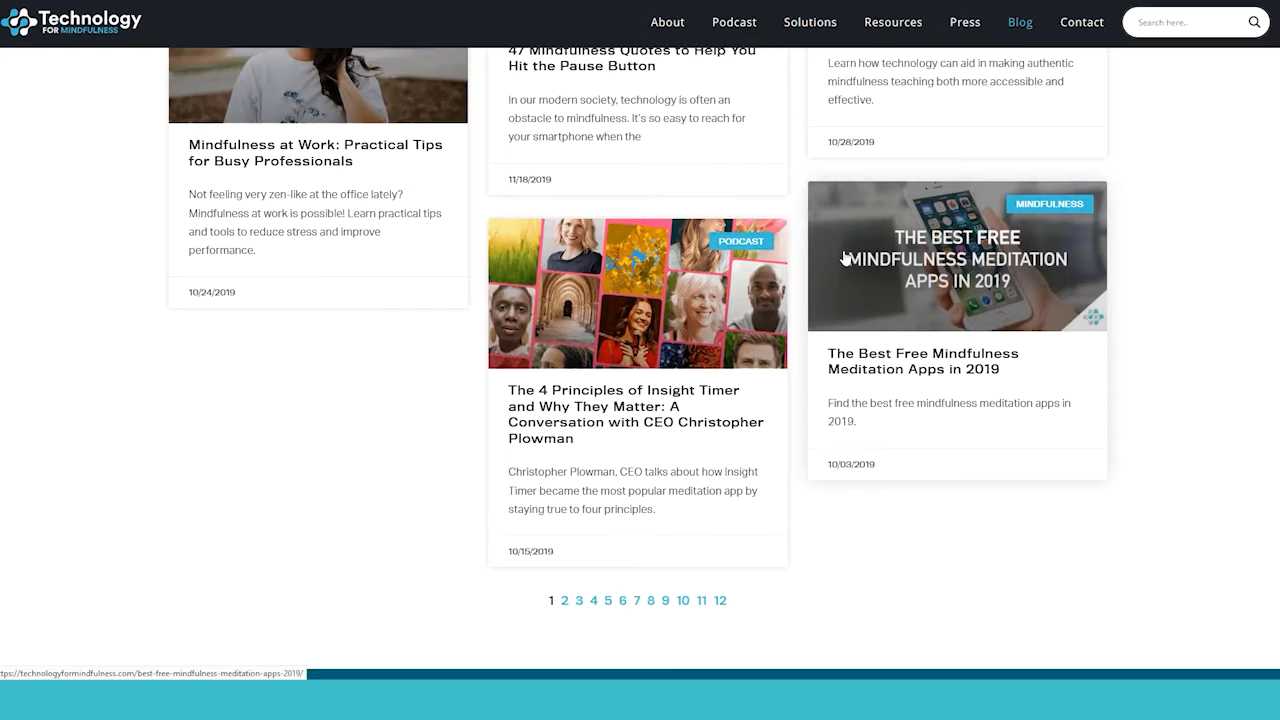 Technology
FOR MINDFULNESS
About
Podcast
Solutions
Resources
Press
Blog
Contact
Search here..
Mindfulness at Work: Practical Tips
for Busy Professionals
Not feeling very zen-like at the office lately?
Mindfulness at work is possible! Learn practical tips
and tools to reduce stress and improve
performance.
10/24/2019
47 Mindfulness Quotes to Help You
Hit the Pause Button
In our modern society, technology is often an
obstacle to mindfulness. It's so easy to reach for
your smartphone when the
11/18/2019
PODCAST
The 4 Principles of Insight Timer
and Why They Matter: A
Conversation with CEO Christopher
Plowman
Christopher Plowman, CEO talks about how Insight
Timer became the most popular meditation app by
staying true to four principles.
10/15/2019
Learn how technology can aid in making authentic
mindfulness teaching both more accessible and
effective.
10/28/2019
MINDFULNESS
THE BEST FREE
MINDFULNESS MEDITATION
APPS IN 2019
The Best Free Mindfulness
Meditation Apps in 2019
Find the best free mindfulness meditation apps in
2019.
10/03/2019
1 2 3 4 5 6 7 8 9 10 11 12
ttps://technologyformindfulness.com/best-free-mindfulness-meditation-apps-2019/